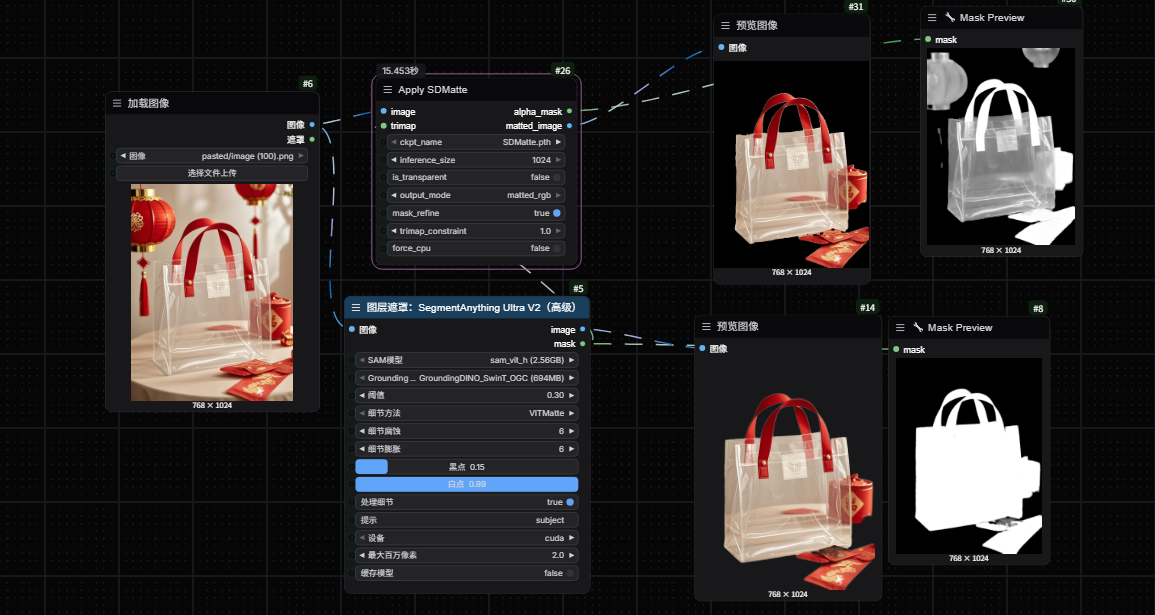 #6
加载图像
图像
遮罩
图像 pasted/image (100).png
选择文件上传
768 × 1024
15.453秒
#26
Apply SDMatte
image
alpha_mask
trimap
matted_image
ckpt_name SDMatte.pth
inference_size 1024
is_transparent false
output_mode matted_rgb
mask_refine true
trimap_constraint 1.0
force_cpu false
#5
图层遮罩：SegmentAnything Ultra V2（高级）
图像
image
mask
SAM模型 sam_vit_h (2.56GB)
Grounding ... GroundingDINO_SwinT_OGC (694MB)
阈值 0.30
细节方法 VITMatte
细节腐蚀 6
细节膨胀 6
黑点 0.15
白点 0.99
处理细节 true
提示 subject
设备 cuda
最大百万像素 2.0
缓存模型 false
#31
预览图像
图像
768 × 1024
Mask Preview
mask
768 × 1024
#14
预览图像
图像
768 × 1024
#8
Mask Preview
mask
768 × 1024